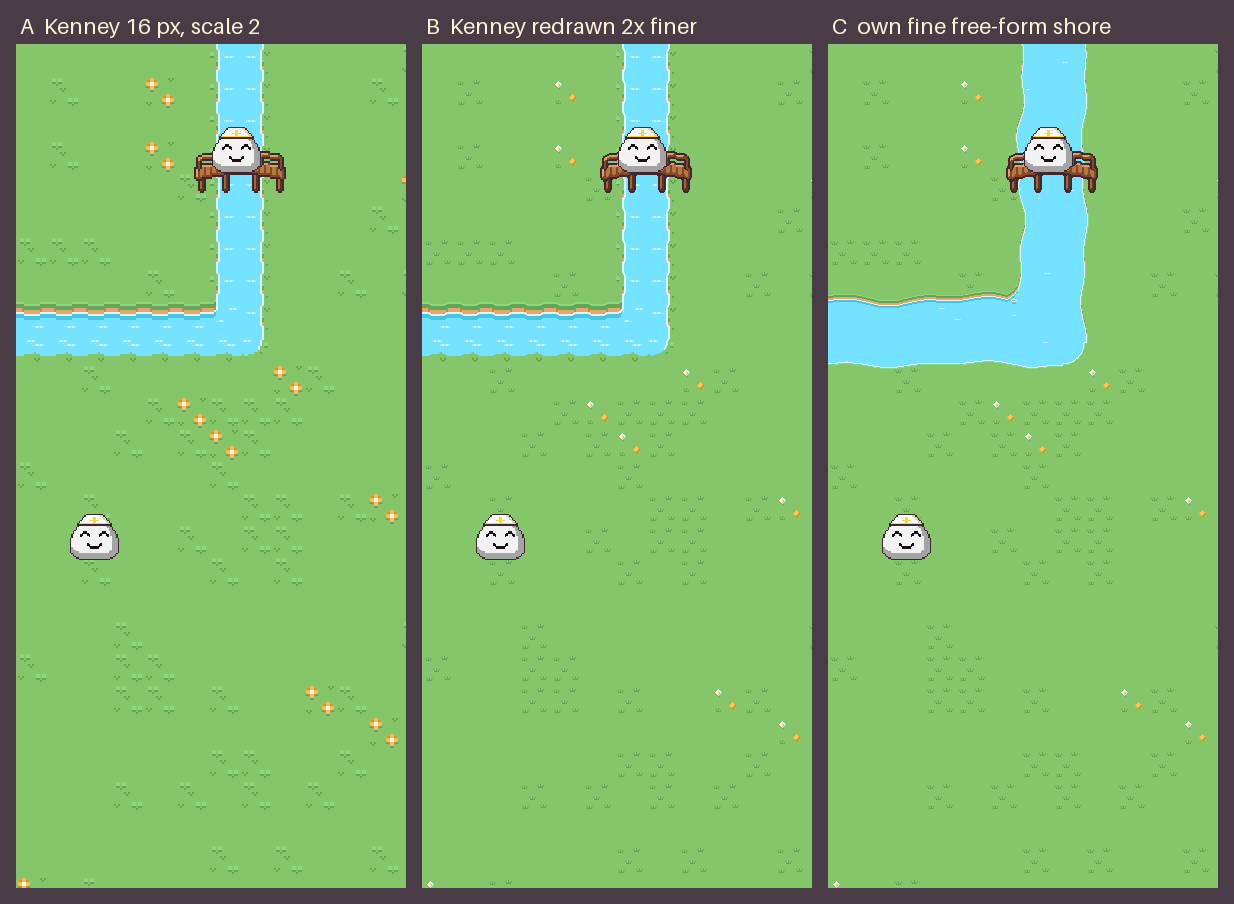 A Kenney 16 px, scale 2
B Kenney redrawn 2x finer
C own fine free-form shore